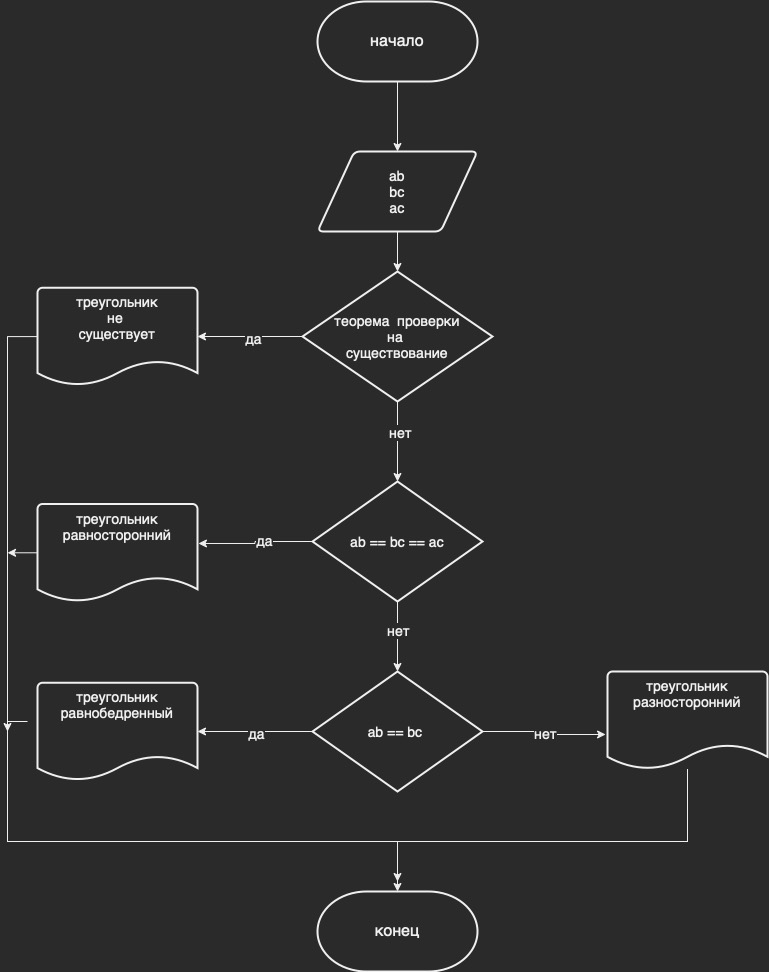 начало
ab
bc
ac
треугольник
не
существует
да
теорема проверки
на
существование
нет
треугольник
равносторонний
да
ab == bc == ac
нет
треугольник
равнобедренный
да
ab == bc
нет
треугольник
разносторонний
конец